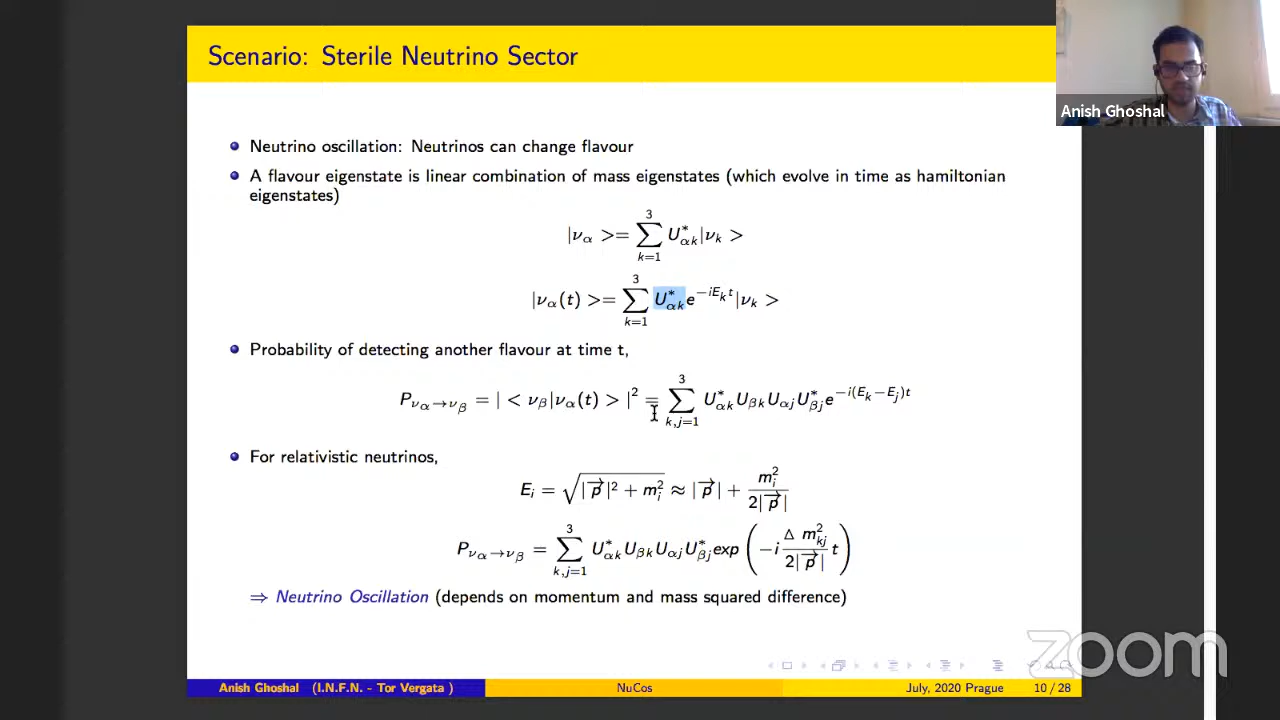 Scenario: Sterile Neutrino Sector
Anish Ghoshal
Neutrino oscillation: Neutrinos can change flavour
A flavour eigenstate is linear combination of mass eigenstates (which evolve in time as hamiltonian
eigenstates)
|ν_α >= ∑_{k=1}^{3} U*_{αk}|ν_k >
|ν_α(t) >= ∑_{k=1}^{3} U*_{αk} e^{−iE_k t}|ν_k >
Probability of detecting another flavour at time t,
P_{ν_α→ν_β} = | < ν_β|ν_α(t) > |² = ∑_{k,j=1}^{3} U*_{αk} U_{βk} U_{αj} U*_{βj} e^{−i(E_k−E_j)t}
For relativistic neutrinos,
E_i = √(|p⃗|² + m_i²) ≈ |p⃗| + m_i²/2|p⃗|
P_{ν_α→ν_β} = ∑_{k,j=1}^{3} U*_{αk} U_{βk} U_{αj} U*_{βj} exp(−i △m²_{kj}/2|p⃗| t)
⇒ Neutrino Oscillation (depends on momentum and mass squared difference)
zoom
Anish Ghoshal (I.N.F.N. - Tor Vergata )
NuCos
July, 2020 Prague
10 / 28